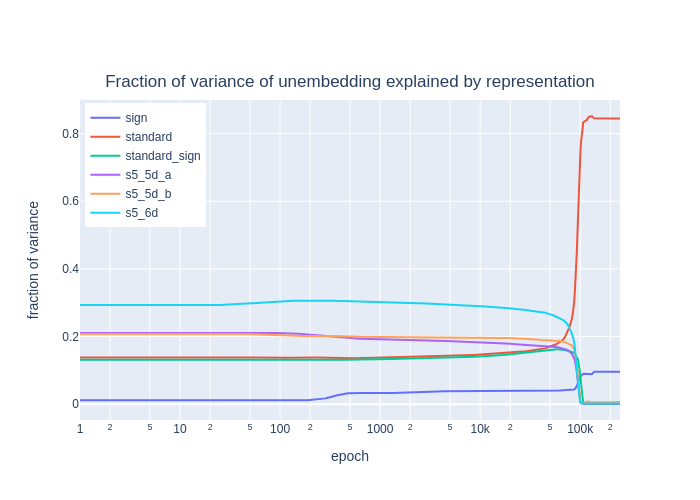 Fraction of variance of unembedding explained by representation
sign
standard
standard_sign
s5_5d_a
s5_5d_b
s5_6d
fraction of variance
0.8
0.6
0.4
0.2
0
1 2 5 10 2 5 100 2 5 1000 2 5 10k 2 5 100k 2
epoch